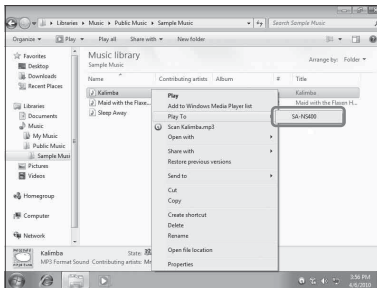 Libraries ▸ Music ▸ Public Music ▸ Sample Music
Search Sample Music
Organize Play Play all Share with New folder
Favorites
Desktop
Downloads
Recent Places
Libraries
Documents
Music
My Music
Public Music
Sample Musi
Pictures
Videos
Homegroup
Computer
Network
Music library
Sample Music
Arrange by: Folder
Name Contributing artists Album # Title
Kalimba Kalimba
Maid with the Flaxe... Maid with the Flaxen H...
Sleep Away
Play
Add to Windows Media Player list
Play To
SA-NS400
Scan Kalimba.mp3
Open with
Share with
Restore previous versions
Send to
Cut
Copy
Create shortcut
Delete
Rename
Open file location
Properties
Kalimba State:
MP3 Format Sound Contributing artists: Mr
3:56 PM
4/6/2010